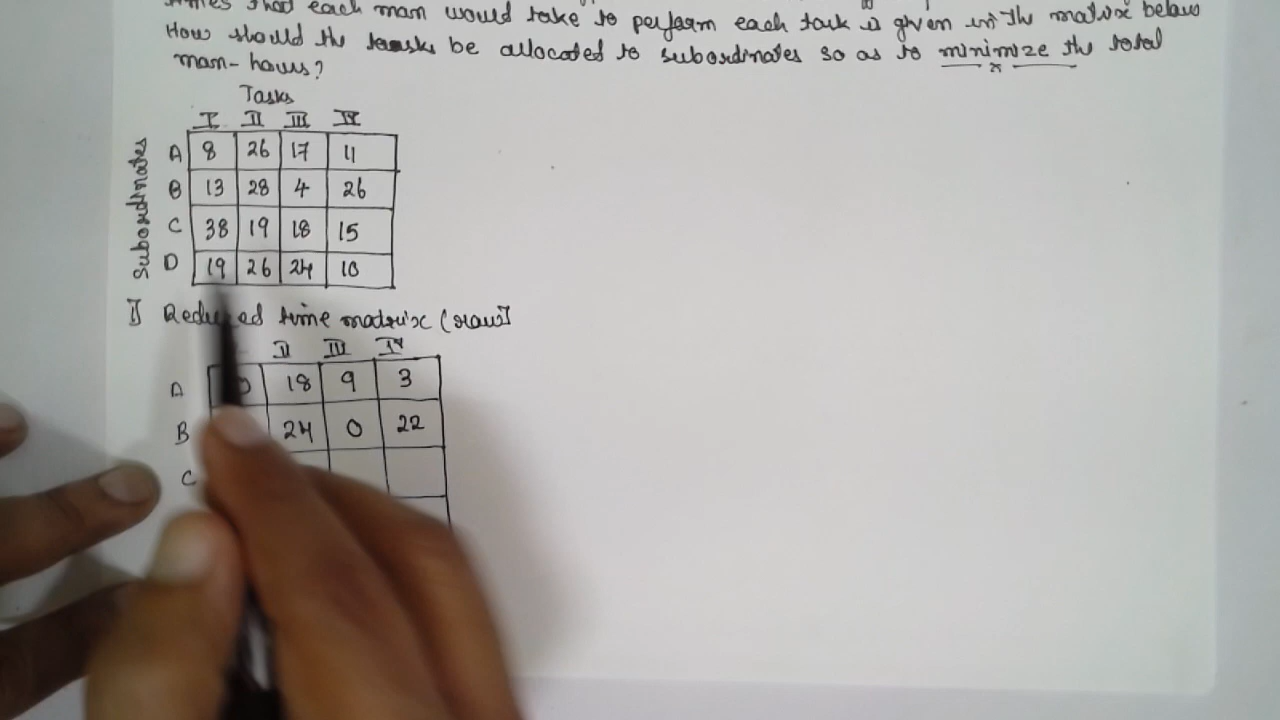 times that each man would take to perform each task is given in the matrix below
How should the tasks be allocated to subordinates so as to minimize the total
man-hours?
Tasks
I II III IV
Subordinates
A 8 26 17 11
B 13 28 4 26
C 38 19 18 15
D 19 26 24 10
I] Reduced time matrix (row)
II III IV
A 18 9 3
B 24 0 22
C